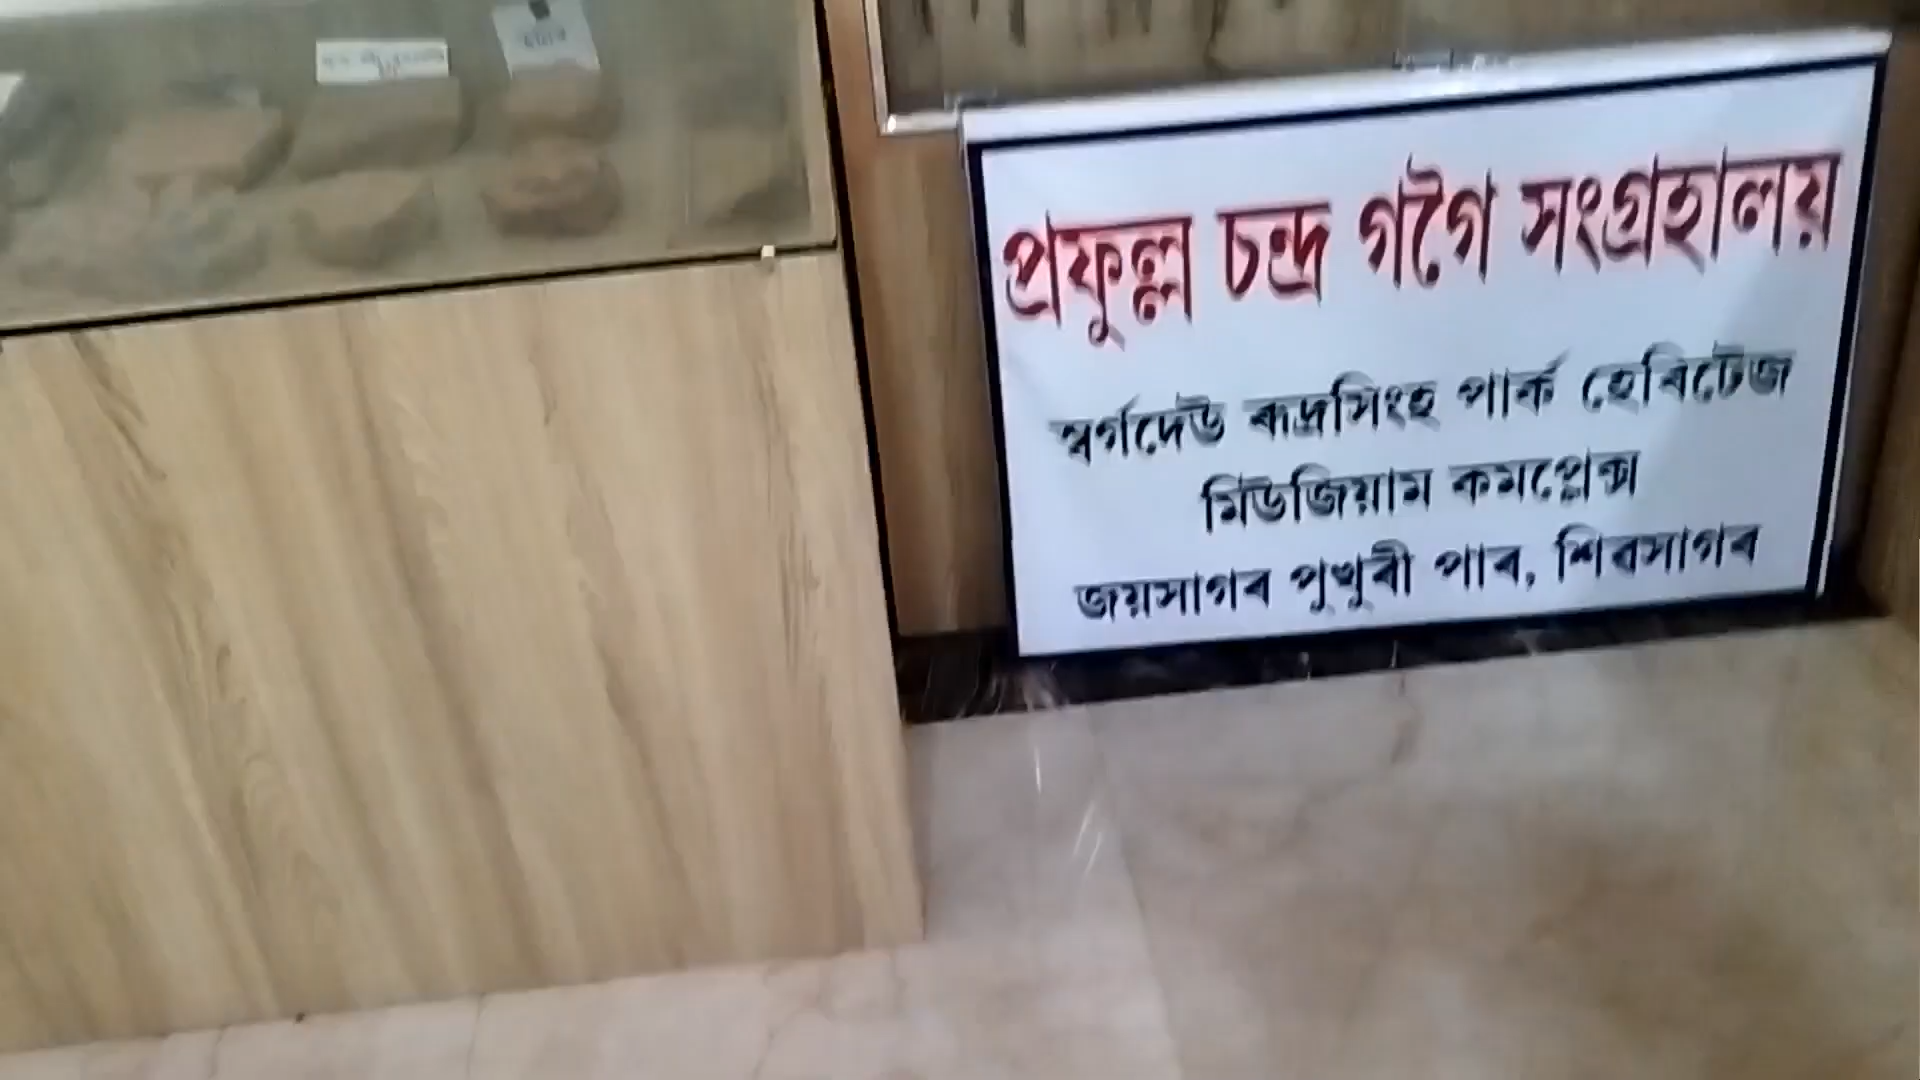 প্ৰফুল্ল চন্দ্ৰ গগৈ সংগ্ৰহালয়
স্বৰ্গদেউ ৰূদ্ৰসিংহ পাৰ্ক হেৰিটেজ
মিউজিয়াম কমপ্লেক্স
জয়সাগৰ পুখুৰী পাৰ, শিৱসাগৰ